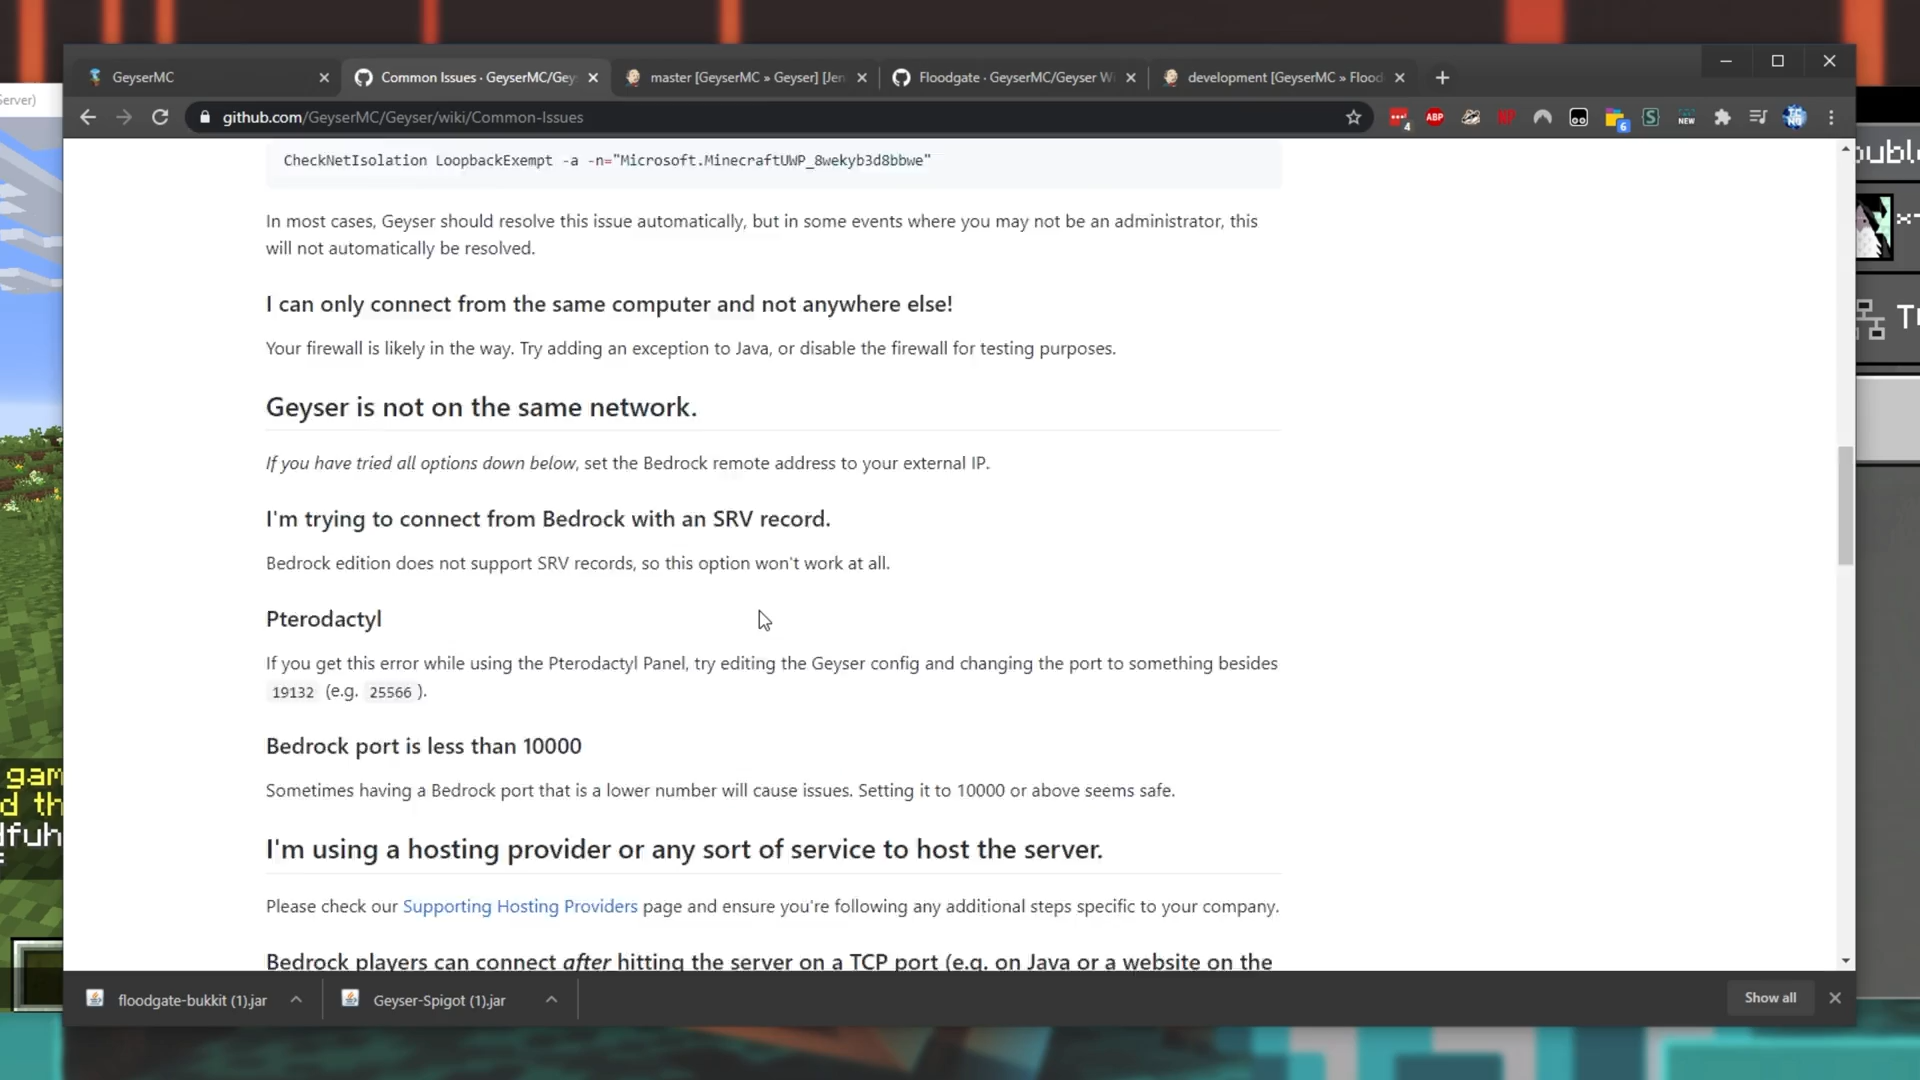 erver)
GeyserMC
Common Issues · GeyserMC/Gey
master [GeyserMC » Geyser] [Jen
Floodgate · GeyserMC/Geyser Wi
development [GeyserMC » Flood
github.com/GeyserMC/Geyser/wiki/Common-Issues
4
ABP
6
NEW
CheckNetIsolation LoopbackExempt -a -n="Microsoft.MinecraftUWP_8wekyb3d8bbwe"
In most cases, Geyser should resolve this issue automatically, but in some events where you may not be an administrator, this
will not automatically be resolved.
I can only connect from the same computer and not anywhere else!
Your firewall is likely in the way. Try adding an exception to Java, or disable the firewall for testing purposes.
Geyser is not on the same network.
If you have tried all options down below, set the Bedrock remote address to your external IP.
I'm trying to connect from Bedrock with an SRV record.
Bedrock edition does not support SRV records, so this option won't work at all.
Pterodactyl
If you get this error while using the Pterodactyl Panel, try editing the Geyser config and changing the port to something besides
19132 (e.g. 25566 ).
Bedrock port is less than 10000
Sometimes having a Bedrock port that is a lower number will cause issues. Setting it to 10000 or above seems safe.
I'm using a hosting provider or any sort of service to host the server.
Please check our Supporting Hosting Providers page and ensure you're following any additional steps specific to your company.
Bedrock players can connect after hitting the server on a TCP port (e.g. on Java or a website on the
gam
d th
dfuh
ouble
floodgate-bukkit (1).jar
Geyser-Spigot (1).jar
Show all